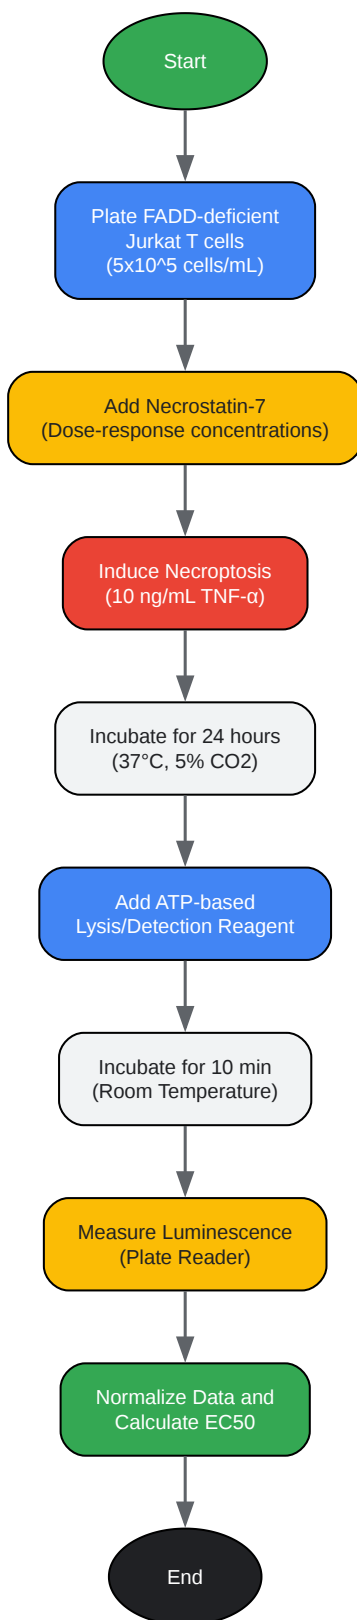 Start
Plate FADD-deficient
Jurkat T cells
(5x10^5 cells/mL)
Add Necrostatin-7
(Dose-response concentrations)
Induce Necroptosis
(10 ng/mL TNF-α)
Incubate for 24 hours
(37°C, 5% CO2)
Add ATP-based
Lysis/Detection Reagent
Incubate for 10 min
(Room Temperature)
Measure Luminescence
(Plate Reader)
Normalize Data and
Calculate EC50
End